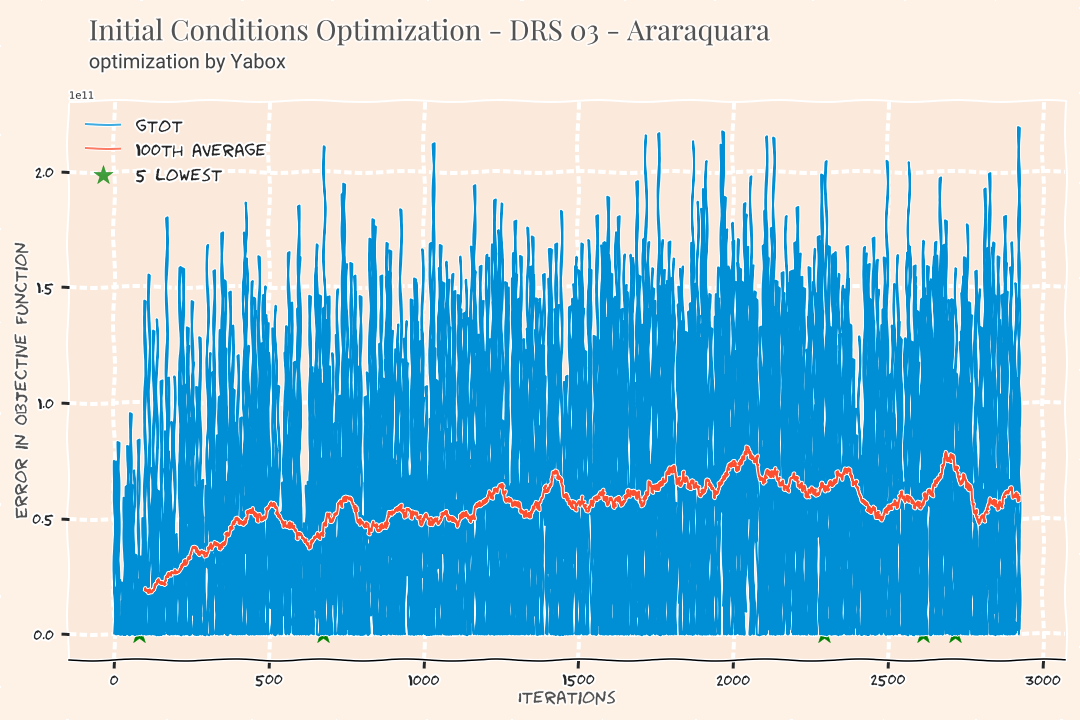 Initial Conditions Optimization - DRS 03 - Araraquara
optimization by Yabox
1e11
GTOT
100TH AVERAGE
5 LOWEST
2.0
1.5
1.0
0.5
0.0
ERROR IN OBJECTIVE FUNCTION
0
500
1000
1500
2000
2500
3000
ITERATIONS